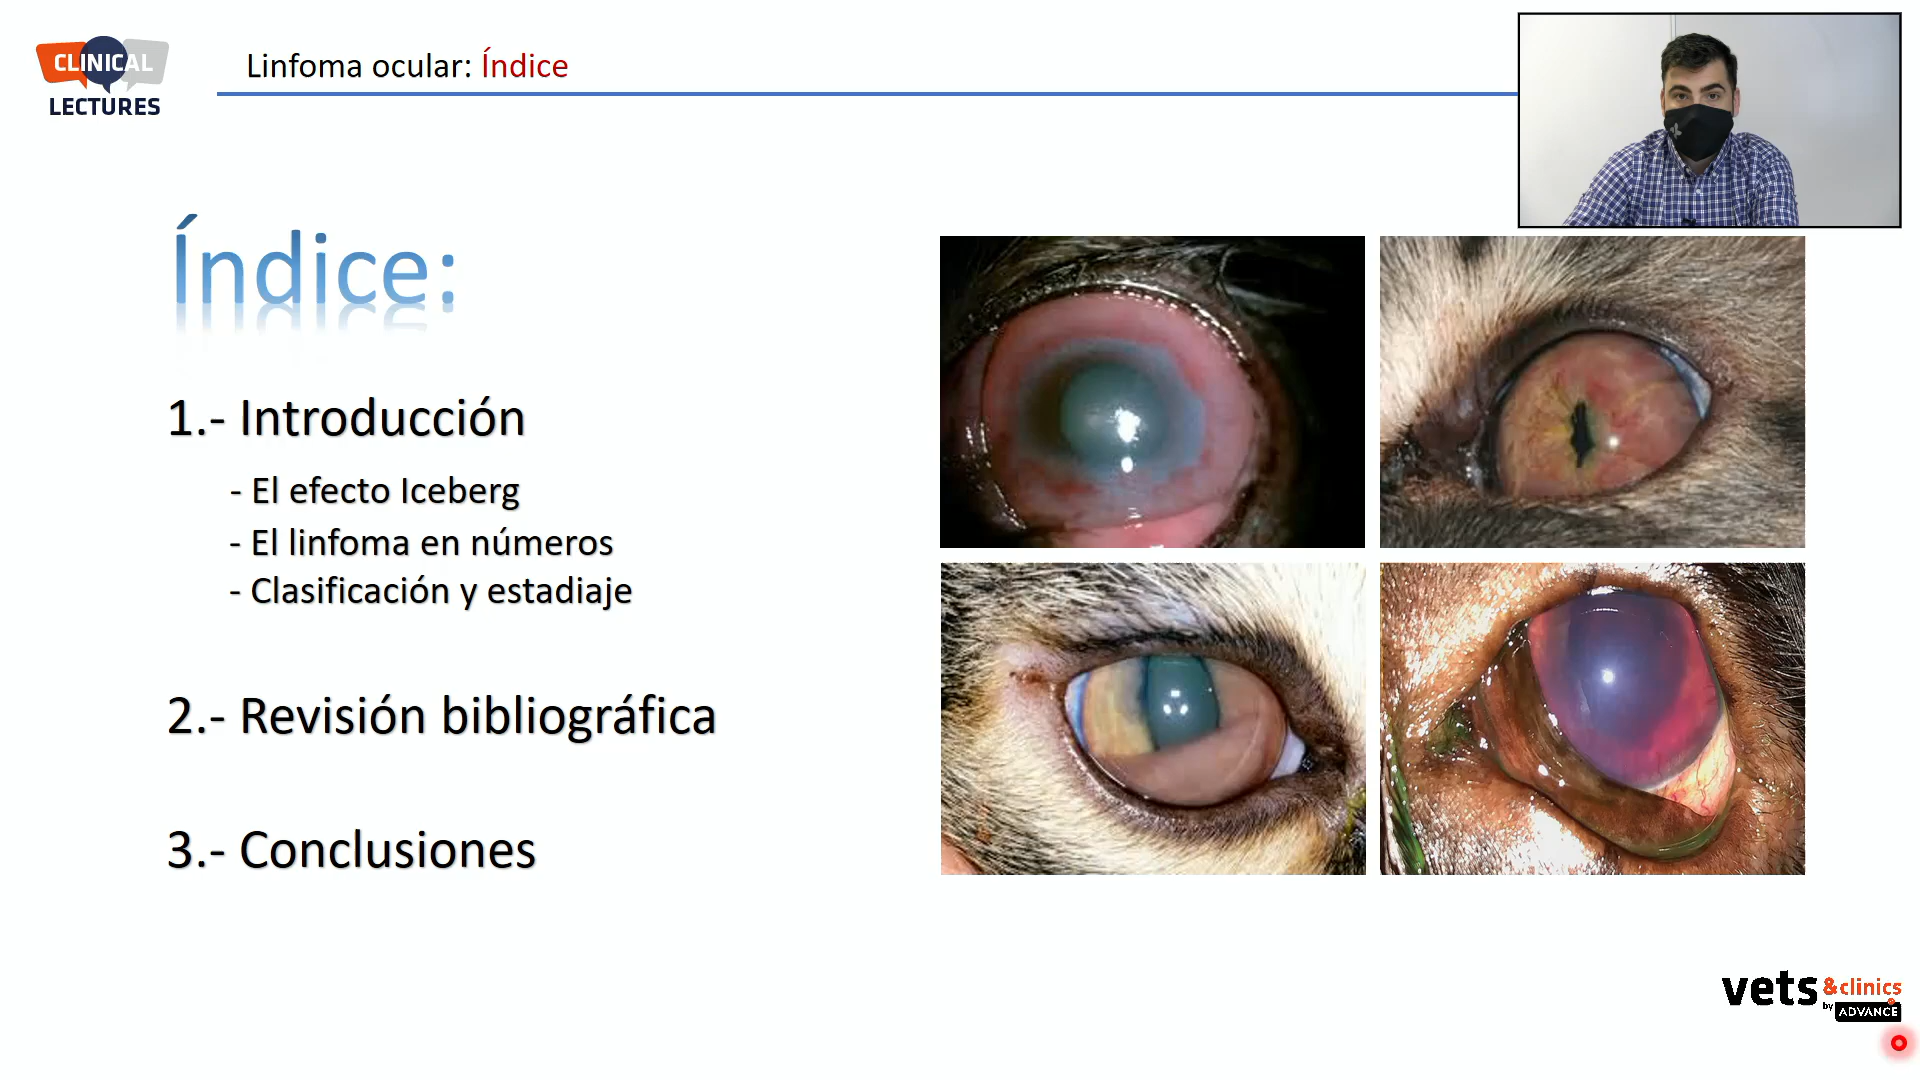 CLINICAL
LECTURES
Linfoma ocular: Índice
Índice:
1.- Introducción
- El efecto Iceberg
- El linfoma en números
- Clasificación y estadiaje
2.- Revisión bibliográfica
3.- Conclusiones
vets &clinics
by ADVANCE